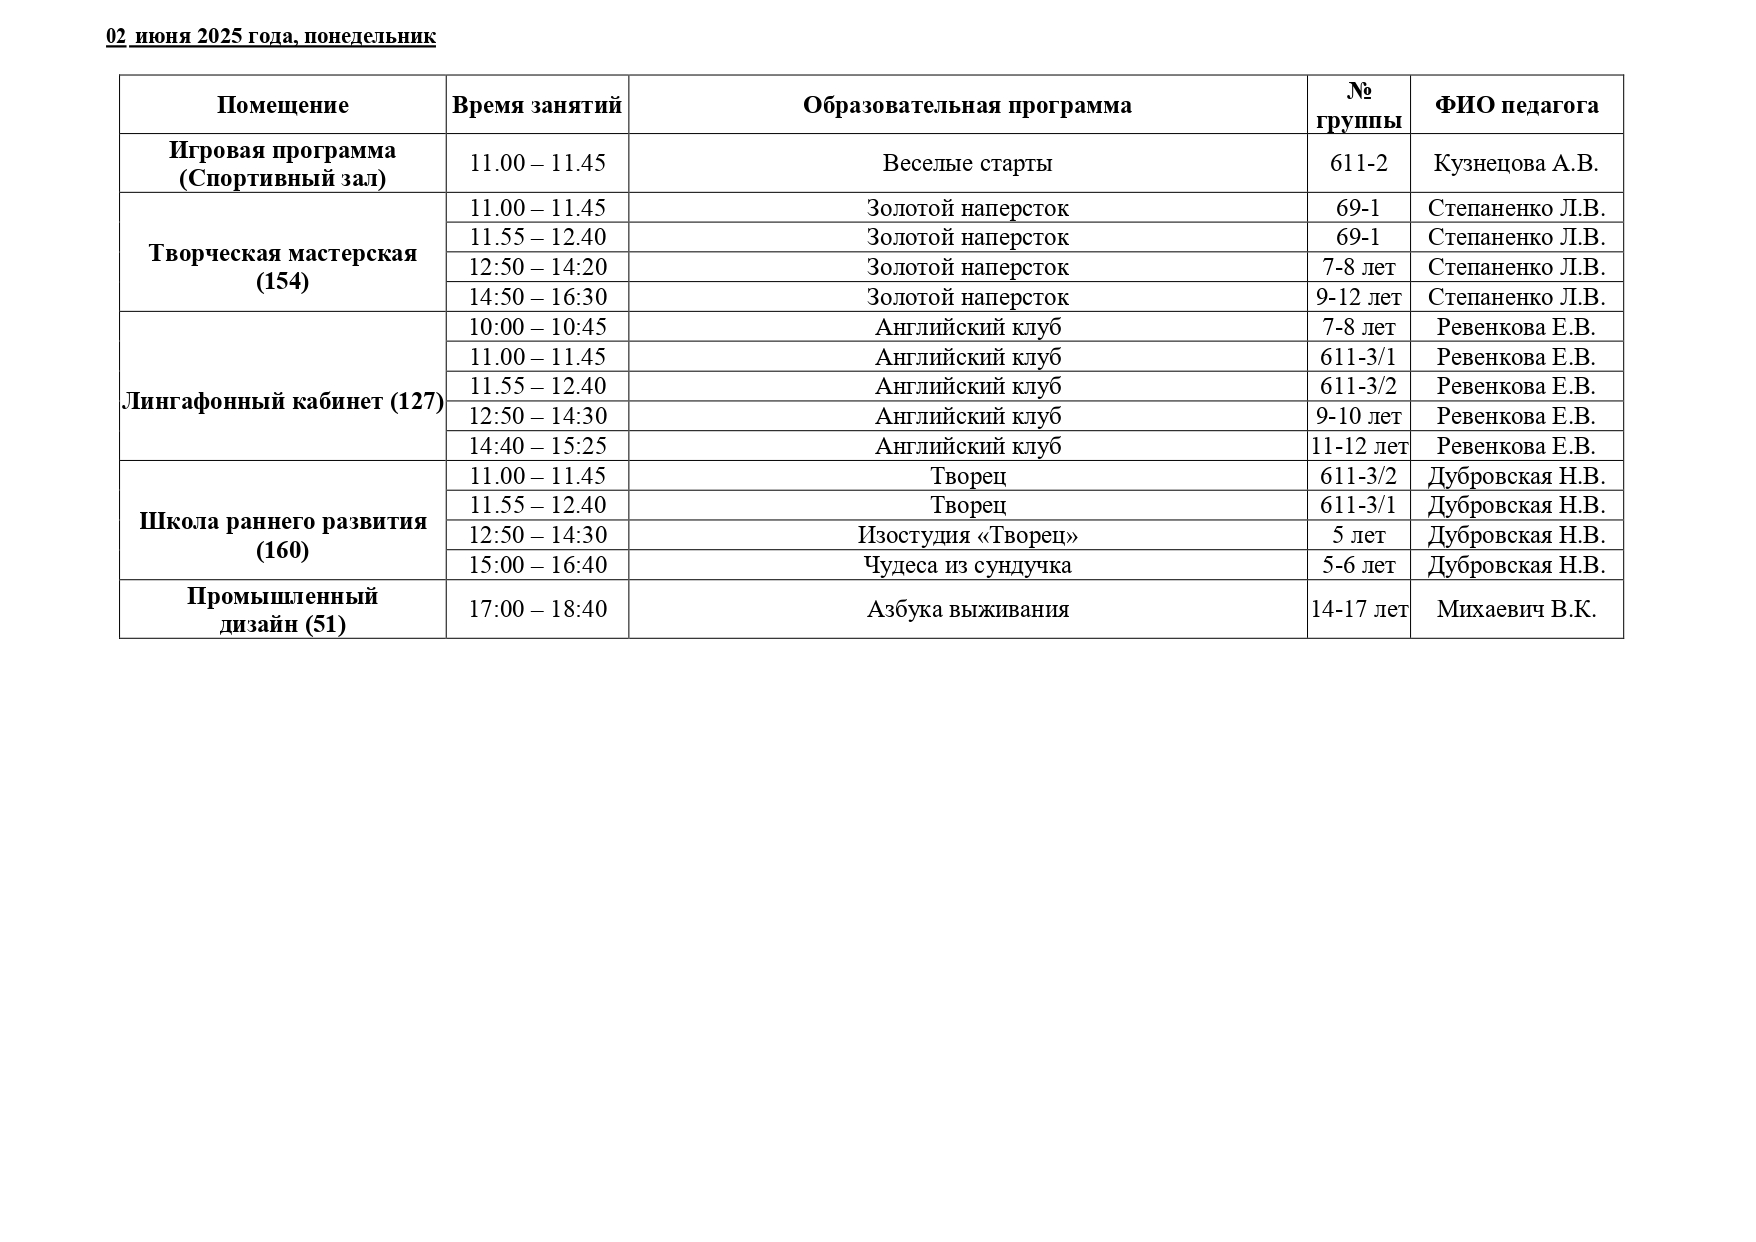 02 июня 2025 года, понедельник
Помещение Время занятий Образовательная программа № группы ФИО педагога
Игровая программа (Спортивный зал) 11.00 – 11.45 Веселые старты 611-2 Кузнецова А.В.
Творческая мастерская (154) 11.00 – 11.45 Золотой наперсток 69-1 Степаненко Л.В.
11.55 – 12.40 Золотой наперсток 69-1 Степаненко Л.В.
12:50 – 14:20 Золотой наперсток 7-8 лет Степаненко Л.В.
14:50 – 16:30 Золотой наперсток 9-12 лет Степаненко Л.В.
Лингафонный кабинет (127) 10:00 – 10:45 Английский клуб 7-8 лет Ревенкова Е.В.
11.00 – 11.45 Английский клуб 611-3/1 Ревенкова Е.В.
11.55 – 12.40 Английский клуб 611-3/2 Ревенкова Е.В.
12:50 – 14:30 Английский клуб 9-10 лет Ревенкова Е.В.
14:40 – 15:25 Английский клуб 11-12 лет Ревенкова Е.В.
Школа раннего развития (160) 11.00 – 11.45 Творец 611-3/2 Дубровская Н.В.
11.55 – 12.40 Творец 611-3/1 Дубровская Н.В.
12:50 – 14:30 Изостудия «Творец» 5 лет Дубровская Н.В.
15:00 – 16:40 Чудеса из сундучка 5-6 лет Дубровская Н.В.
Промышленный дизайн (51) 17:00 – 18:40 Азбука выживания 14-17 лет Михаевич В.К.